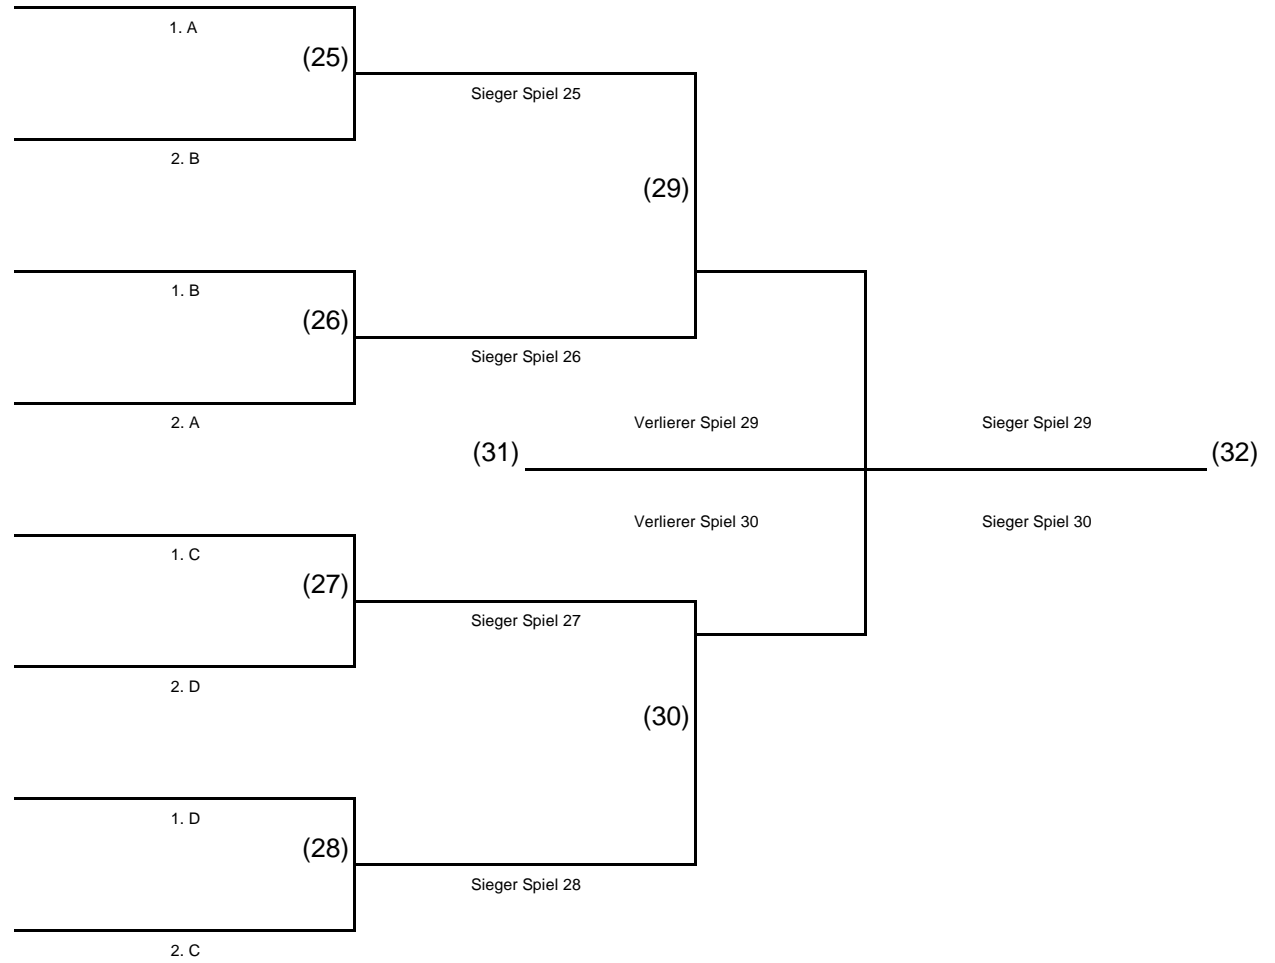 1. A
(25)
Sieger Spiel 25
2. B
(29)
1. B
(26)
Sieger Spiel 26
2. A
Verlierer Spiel 29
Sieger Spiel 29
(31)
(32)
Verlierer Spiel 30
Sieger Spiel 30
1. C
(27)
Sieger Spiel 27
2. D
(30)
1. D
(28)
Sieger Spiel 28
2. C